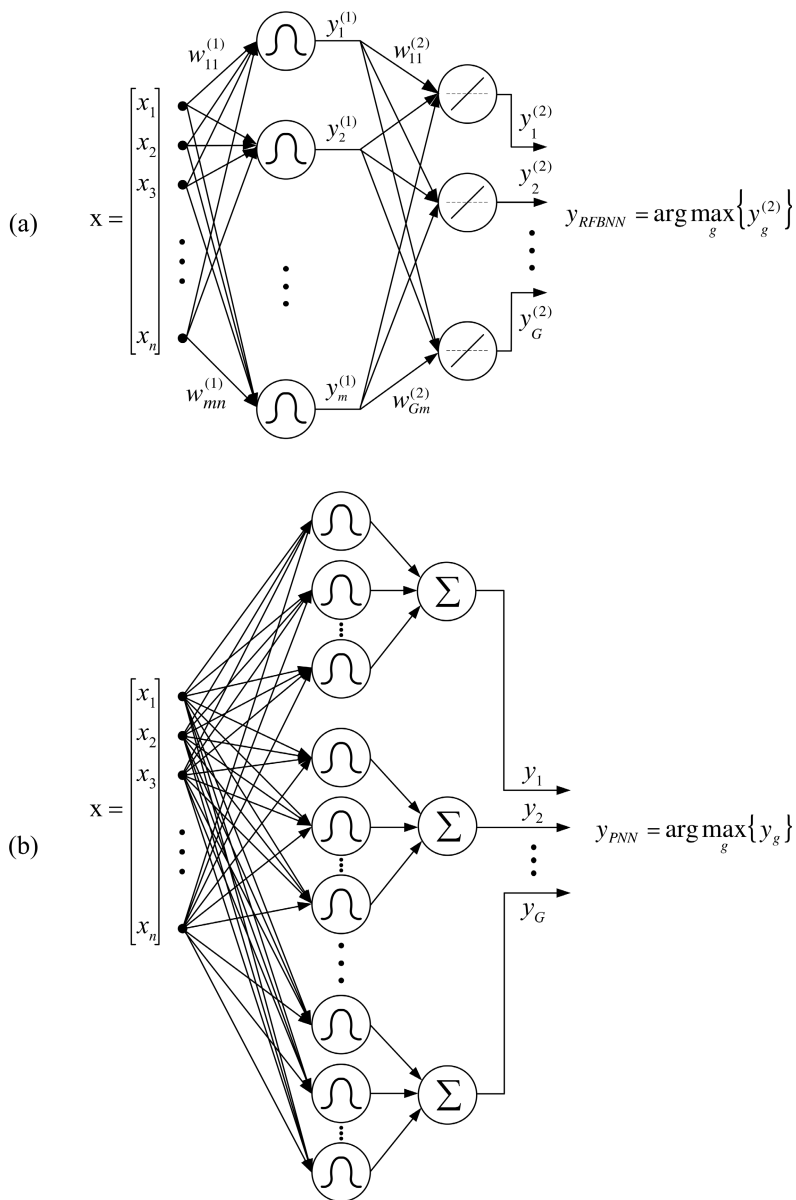 (a)
x =
x_1
x_2
x_3
x_n
w_{11}^{(1)}
w_{mn}^{(1)}
y_1^{(1)}
y_2^{(1)}
y_m^{(1)}
w_{11}^{(2)}
w_{Gm}^{(2)}
y_1^{(2)}
y_2^{(2)}
y_G^{(2)}
y_{RFBNN} = arg max_g {y_g^{(2)}}
(b)
x =
x_1
x_2
x_3
x_n
Σ
Σ
Σ
y_1
y_2
y_G
y_{PNN} = arg max_g {y_g}